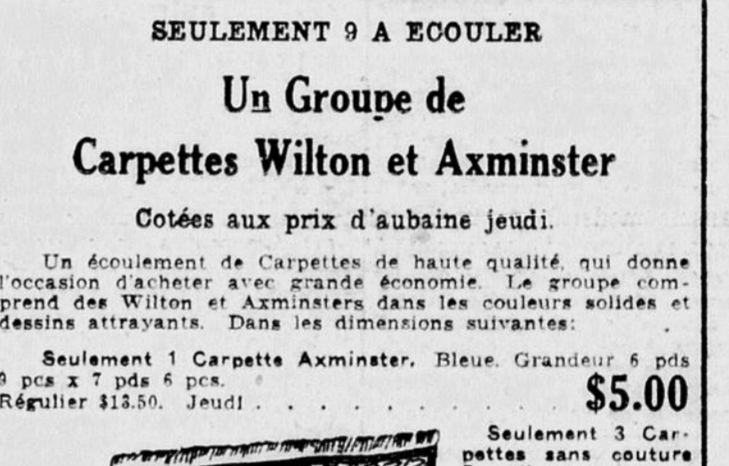 SEULEMENT 9 A ECOULER
Un Groupe de
Carpettes Wilton et Axminster
Cotées aux prix d'aubaine jeudi.
Un écoulement de Carpettes de haute qualité, qui donne
l'occasion d'acheter avec grande économie. Le groupe com-
prend des Wilton et Axminsters dans les couleurs solides et
dessins attrayants. Dans les dimensions suivantes:
Seulement 1 Carpette Axminster. Bleue. Grandeur 6 pds
9 pcs x 7 pds 6 pcs.
Régulier $13.50. Jeudi . . . . . . . . . . $5.00
Seulement 3 Car-
pettes sans couture